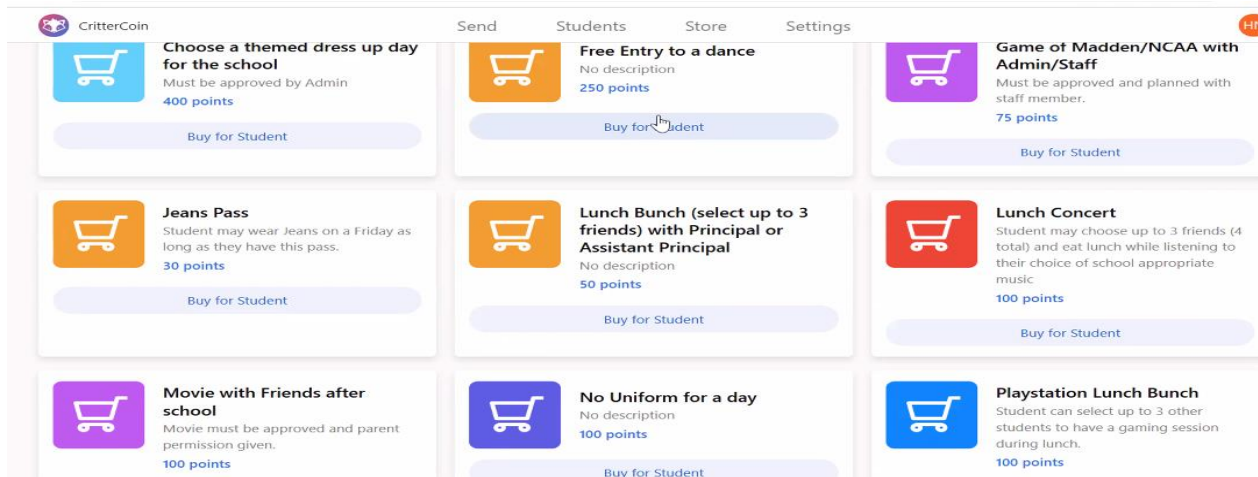 CritterCoin
Send
Students
Store
Settings
HN
Choose a themed dress up day
for the school
Must be approved by Admin
400 points
Buy for Student
Free Entry to a dance
No description
250 points
Buy for Student
Game of Madden/NCAA with
Admin/Staff
Must be approved and planned with
staff member.
75 points
Buy for Student
Jeans Pass
Student may wear Jeans on a Friday as
long as they have this pass.
30 points
Buy for Student
Lunch Bunch (select up to 3
friends) with Principal or
Assistant Principal
No description
50 points
Buy for Student
Lunch Concert
Student may choose up to 3 friends (4
total) and eat lunch while listening to
their choice of school appropriate
music
100 points
Buy for Student
Movie with Friends after
school
Movie must be approved and parent
permission given.
100 points
No Uniform for a day
No description
100 points
Buy for Student
Playstation Lunch Bunch
Student can select up to 3 other
students to have a gaming session
during lunch.
100 points